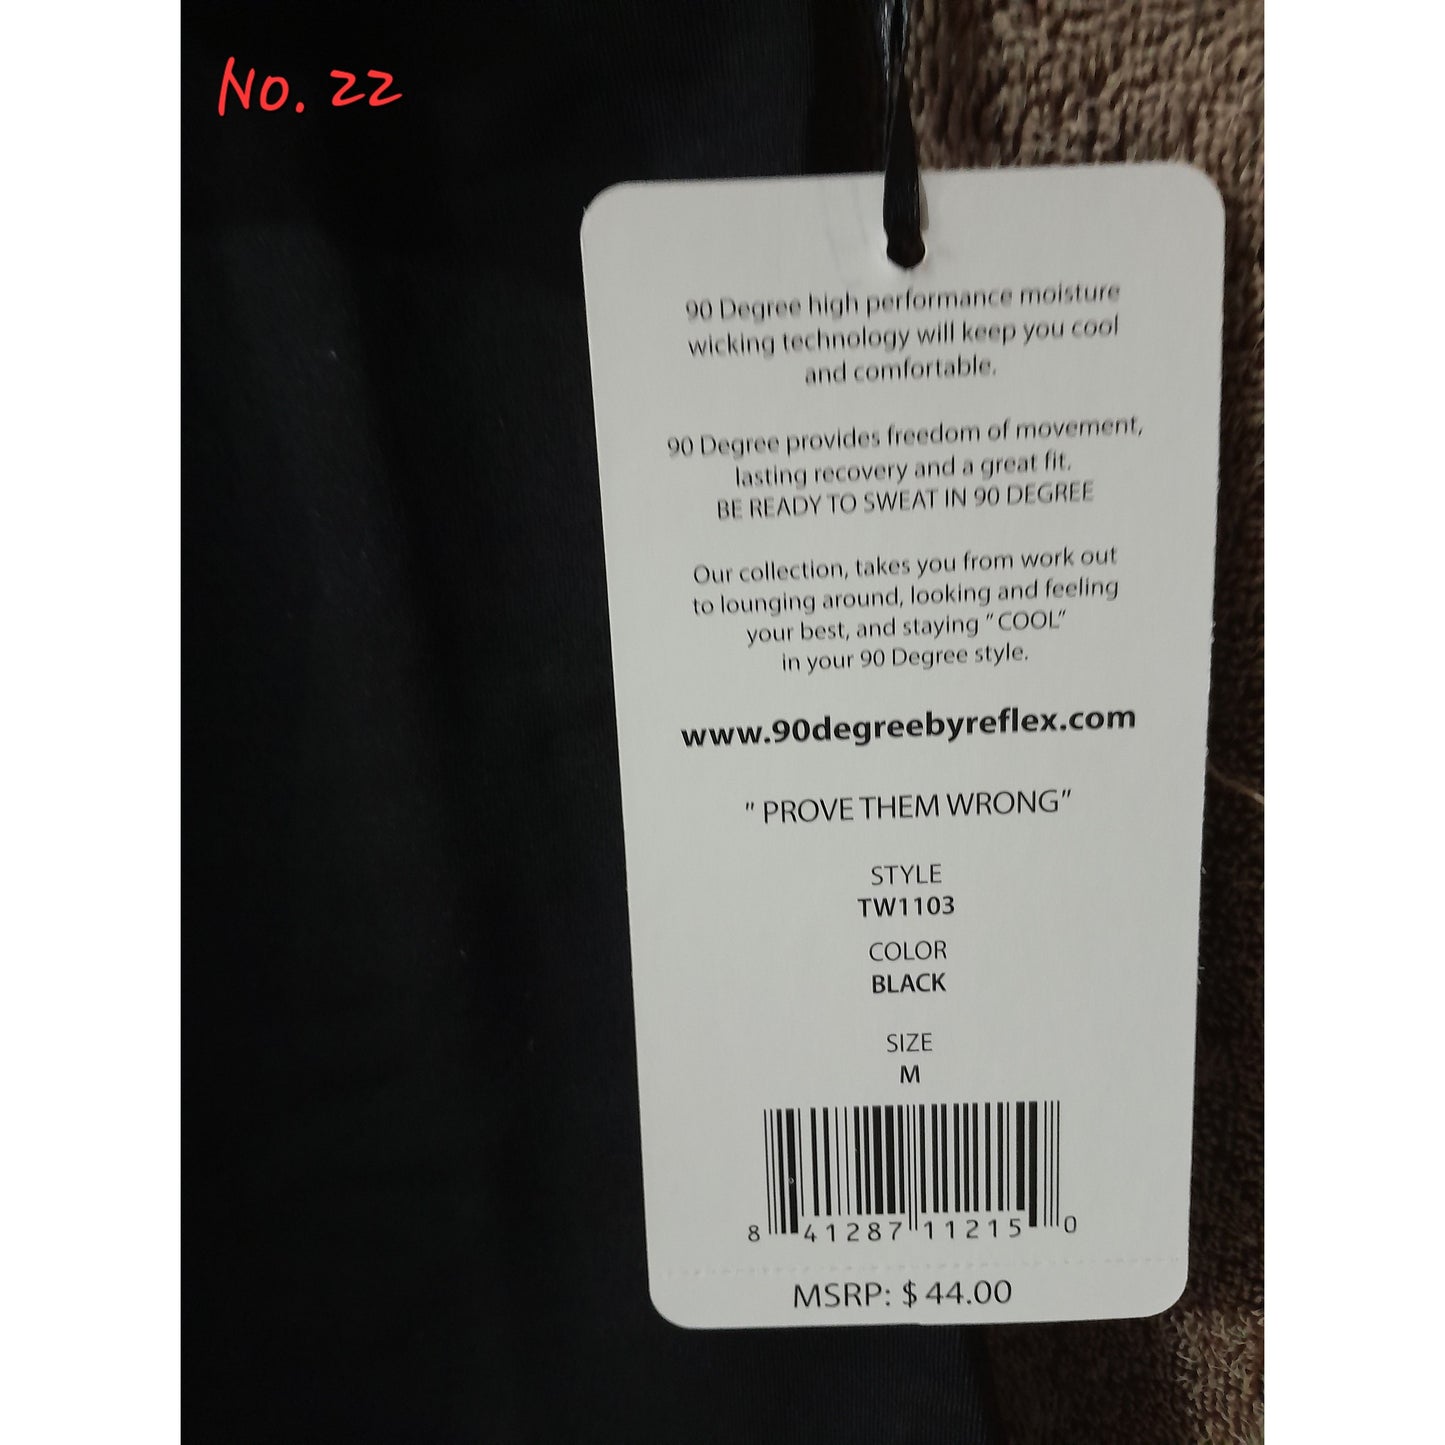 No. 22
90 Degree high performance moisture
wicking technology will keep you cool
and comfortable.
90 Degree provides freedom of movement,
lasting recovery and a great fit.
BE READY TO SWEAT IN 90 DEGREE
Our collection, takes you from work out
to lounging around, looking and feeling
your best, and staying "COOL"
in your 90 Degree style.
www.90degreebyreflex.com
" PROVE THEM WRONG"
STYLE
TW1103
COLOR
BLACK
SIZE
M
8 41287 11215 0
MSRP: $ 44.00